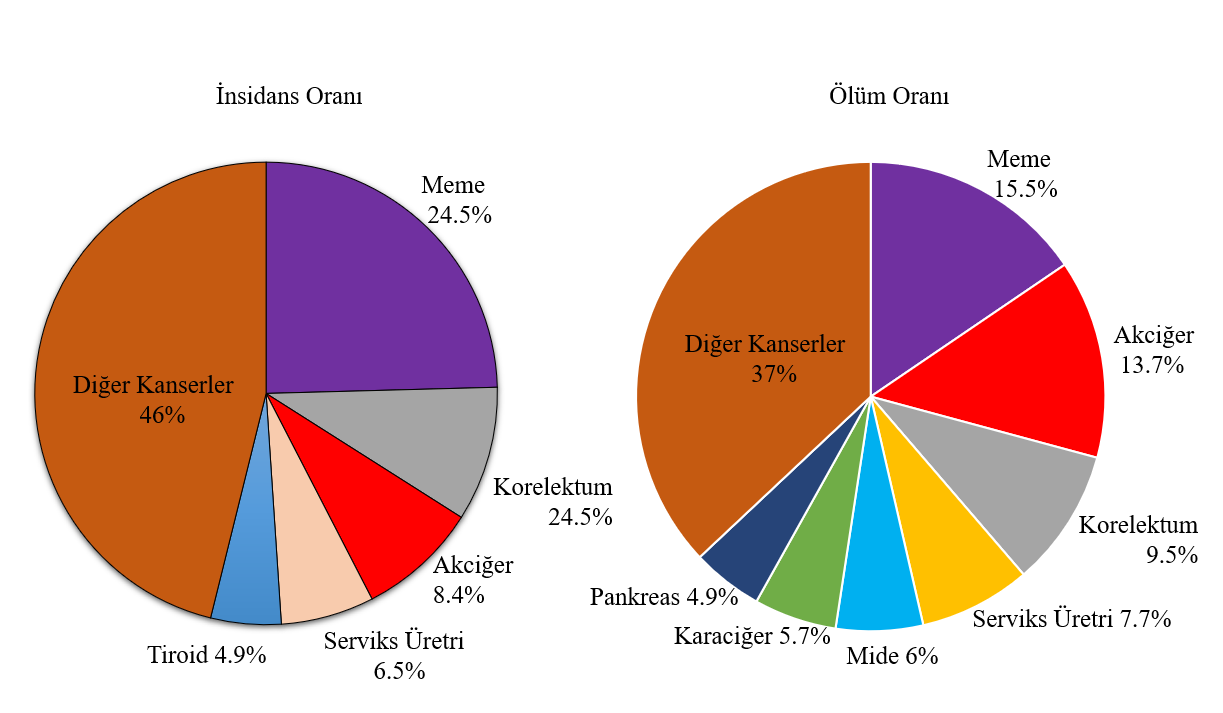 İnsidans Oranı
Meme
24.5%
Korelektum
24.5%
Akciğer
8.4%
Serviks Üretri
6.5%
Tiroid 4.9%
Diğer Kanserler
46%
Ölüm Oranı
Meme
15.5%
Akciğer
13.7%
Korelektum
9.5%
Serviks Üretri 7.7%
Mide 6%
Karaciğer 5.7%
Pankreas 4.9%
Diğer Kanserler
37%